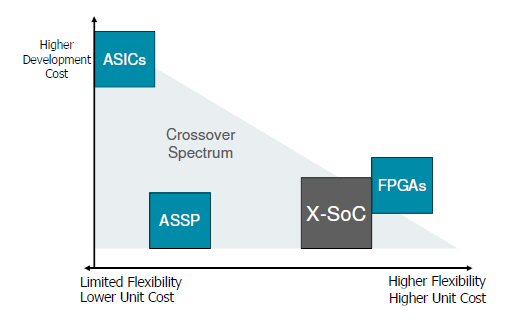 Higher
Development
Cost
ASICs
Crossover
Spectrum
FPGAs
X-SoC
ASSP
Limited Flexibility
Lower Unit Cost
Higher Flexibility
Higher Unit Cost